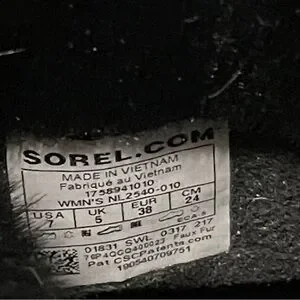 SOREL.COM
MADE IN VIETNAM
Fabriqué au Vietnam
1758941010
WMN'S NL2540-010
USA UK EUR CM
7 5 38 24
01831 SWL 0317 217
Faux Fur
Pat CSCPatents.com
190540709751